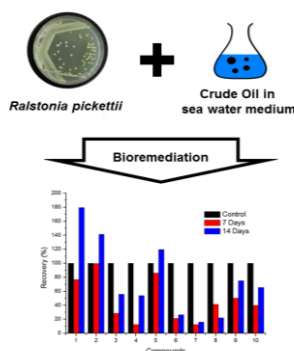 Ralstonia pickettii
Crude Oil in
sea water medium
Bioremediation
Recovery (%)
200
180
160
140
120
100
80
60
40
20
0
Control
7 Days
14 Days
1 2 3 4 5 6 7 8 9 10
Compounds